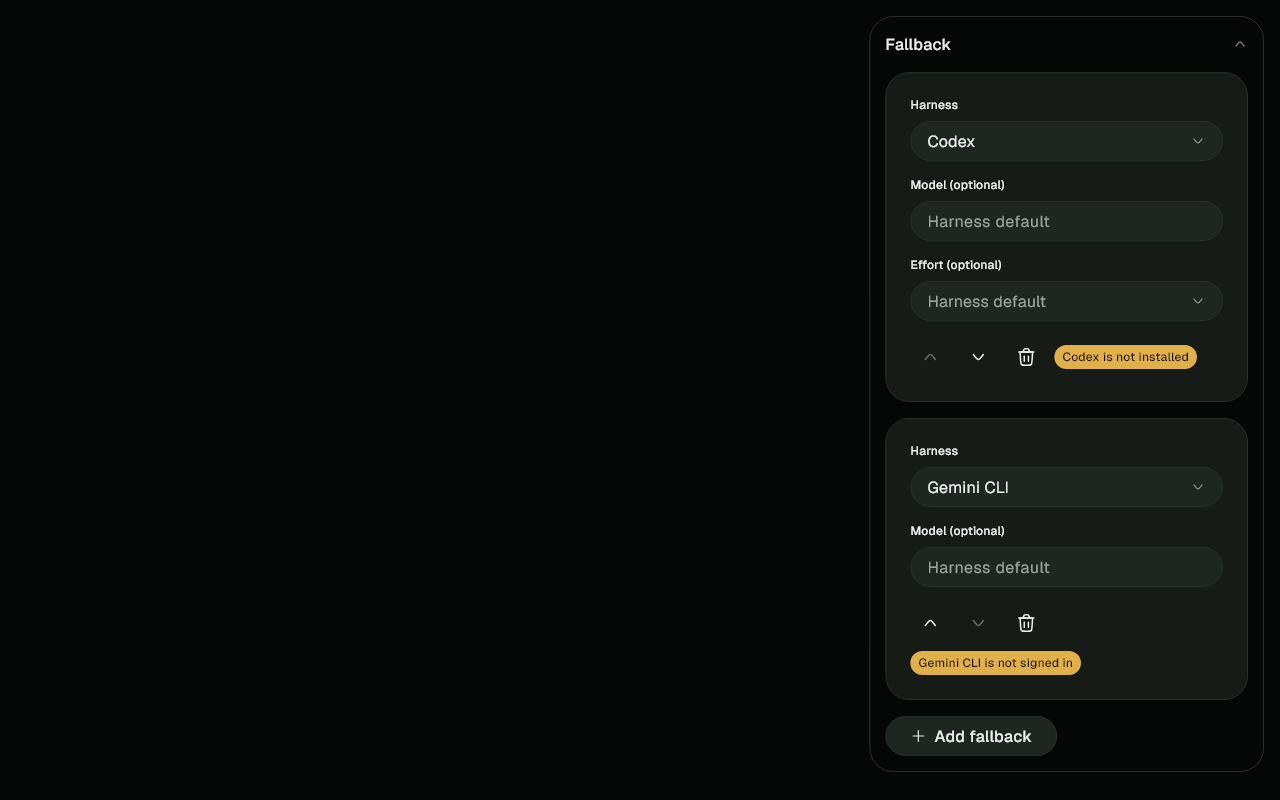 Fallback
Harness
Codex
Model (optional)
Harness default
Effort (optional)
Harness default
Codex is not installed
Harness
Gemini CLI
Model (optional)
Harness default
Gemini CLI is not signed in
Add fallback